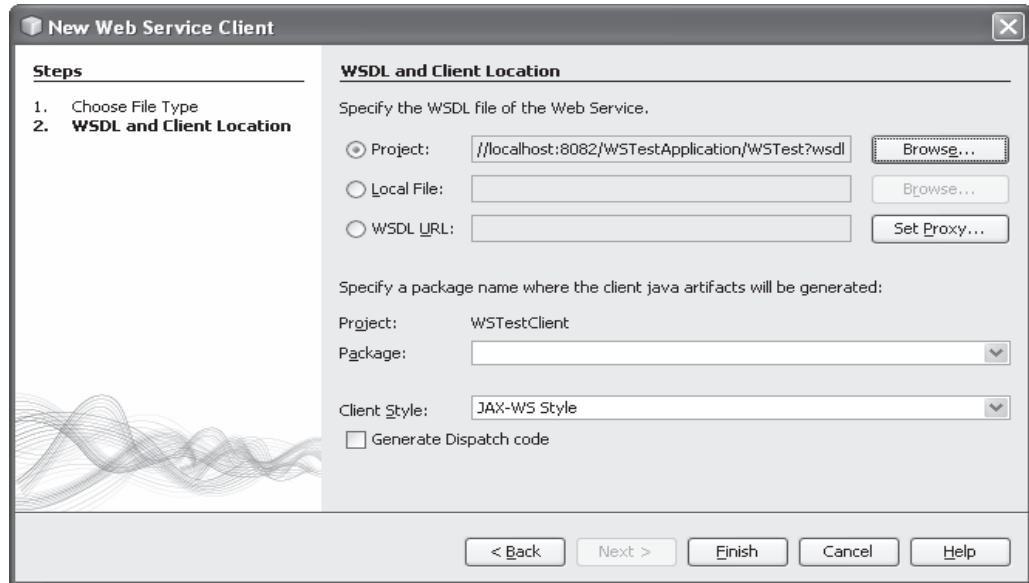 New Web Service Client
Steps
1. Choose File Type
2. WSDL and Client Location
WSDL and Client Location
Specify the WSDL file of the Web Service.
Project: //localhost:8082/WSTestApplication/WSTest?wsdl Browse...
Local File: Browse...
WSDL URL: Set Proxy...
Specify a package name where the client java artifacts will be generated:
Project: WSTestClient
Package:
Client Style: JAX-WS Style
Generate Dispatch code
< Back Next > Finish Cancel Help